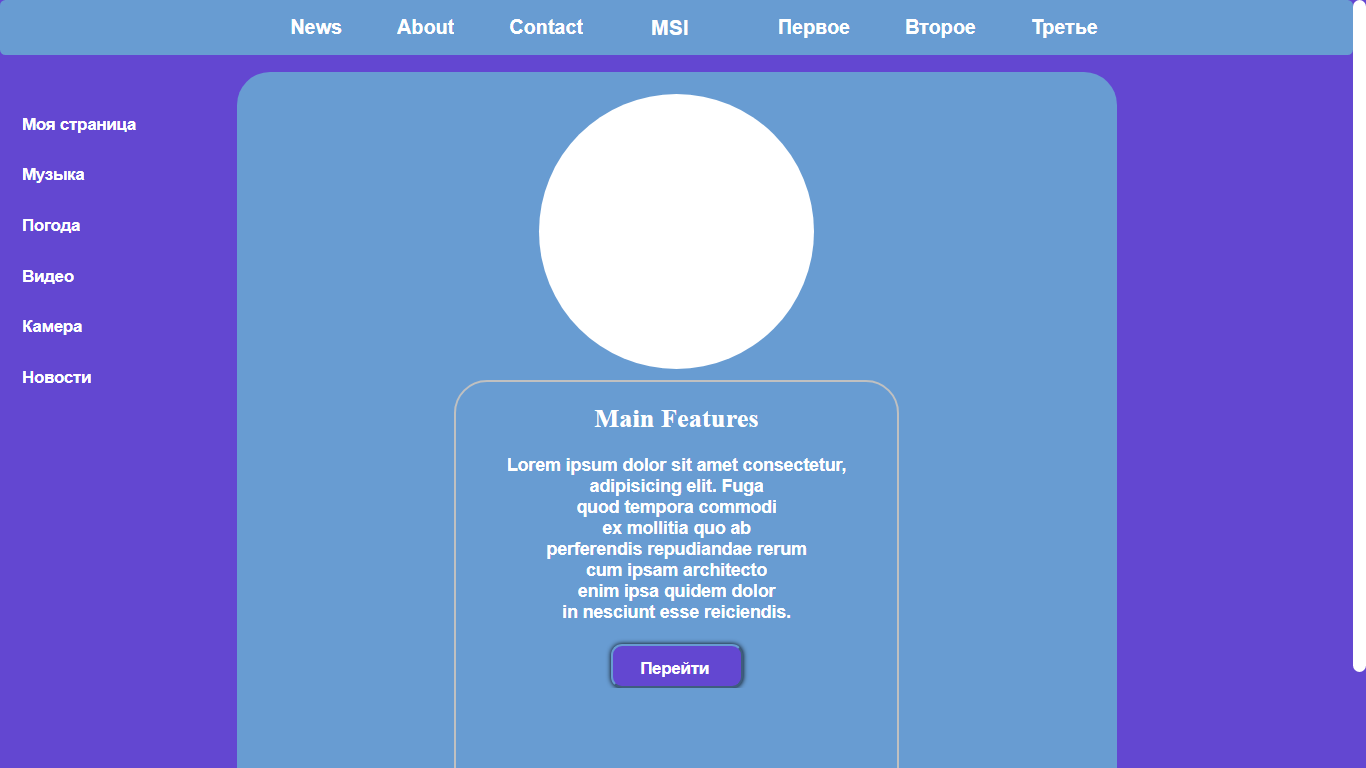 News About Contact MSI Первое Второе Третье
Моя страница
Музыка
Погода
Видео
Камера
Новости
Main Features
Lorem ipsum dolor sit amet consectetur,
adipisicing elit. Fuga
quod tempora commodi
ex mollitia quo ab
perferendis repudiandae rerum
cum ipsam architecto
enim ipsa quidem dolor
in nesciunt esse reiciendis.
Перейти